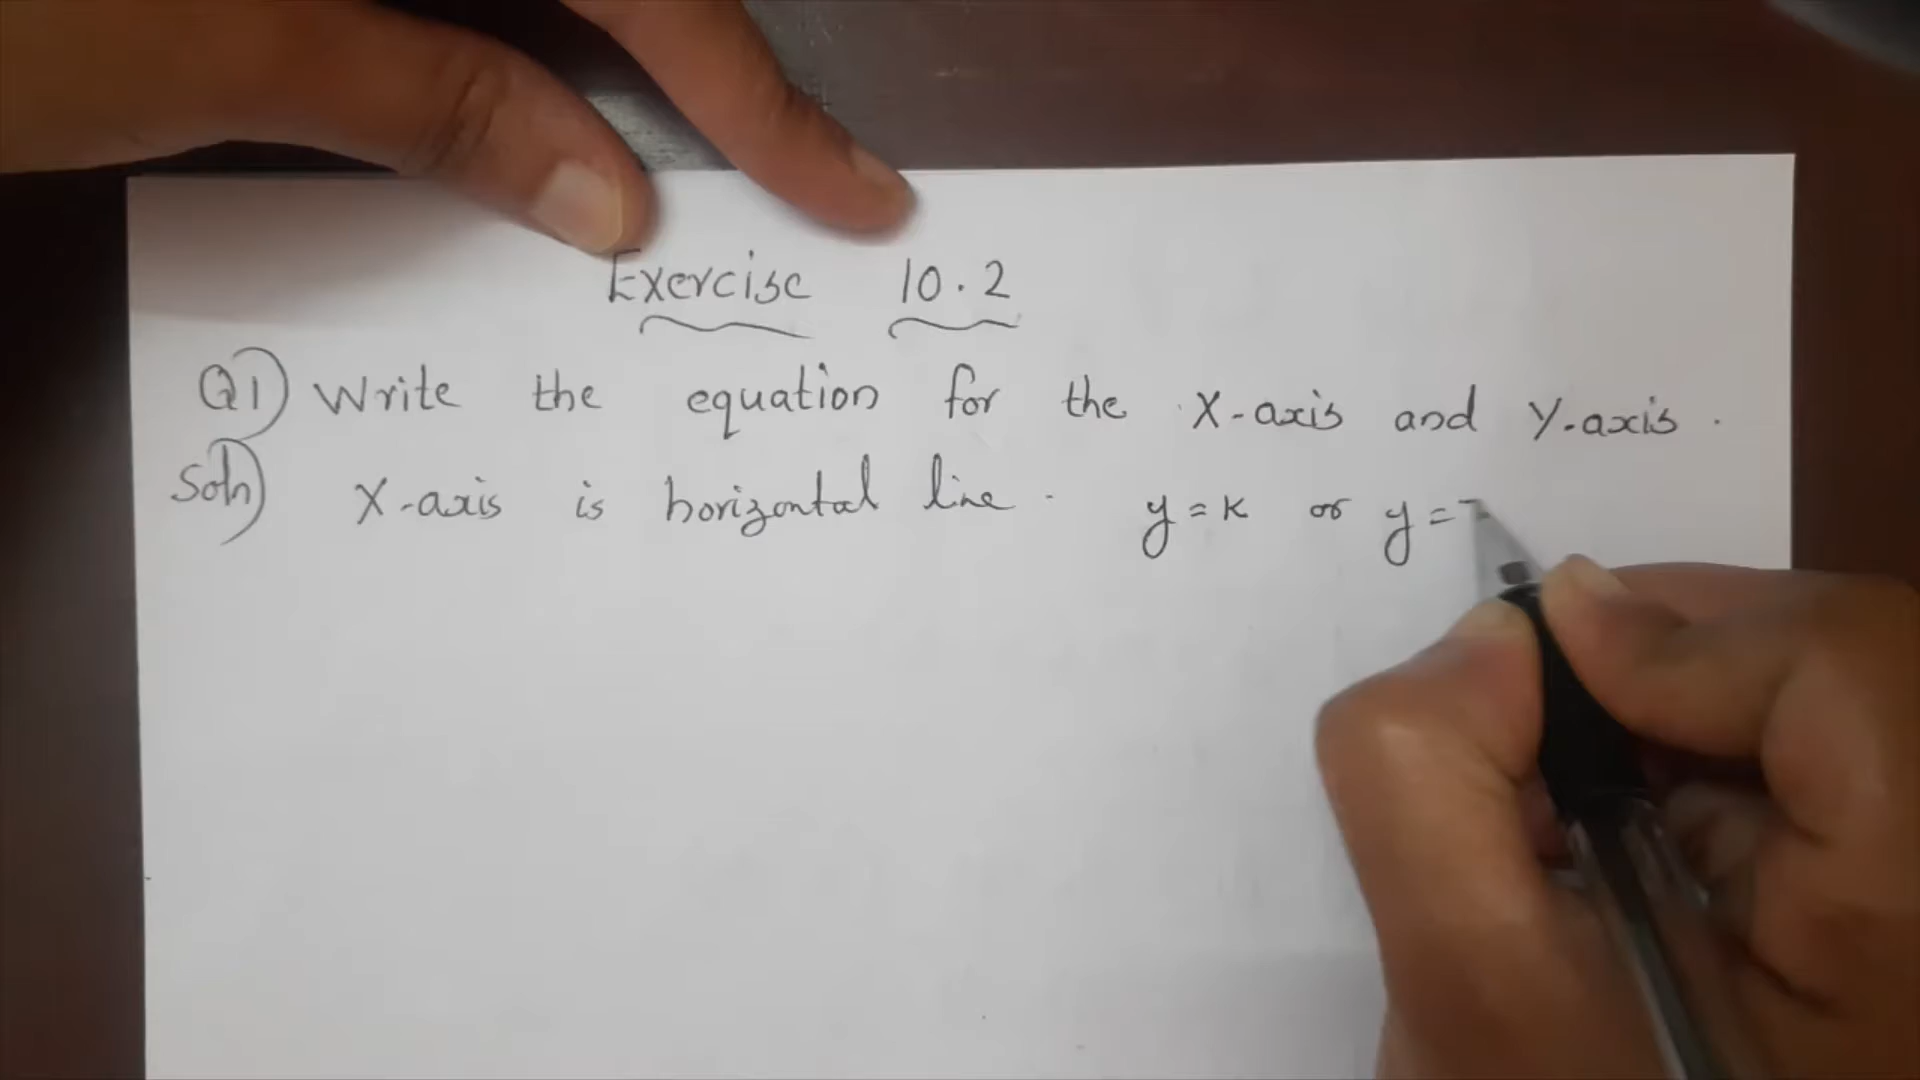 Exercise 10.2
Q1) Write the equation for the X-axis and Y-axis.
Soln) X-axis is horizontal line. y = K or y = -